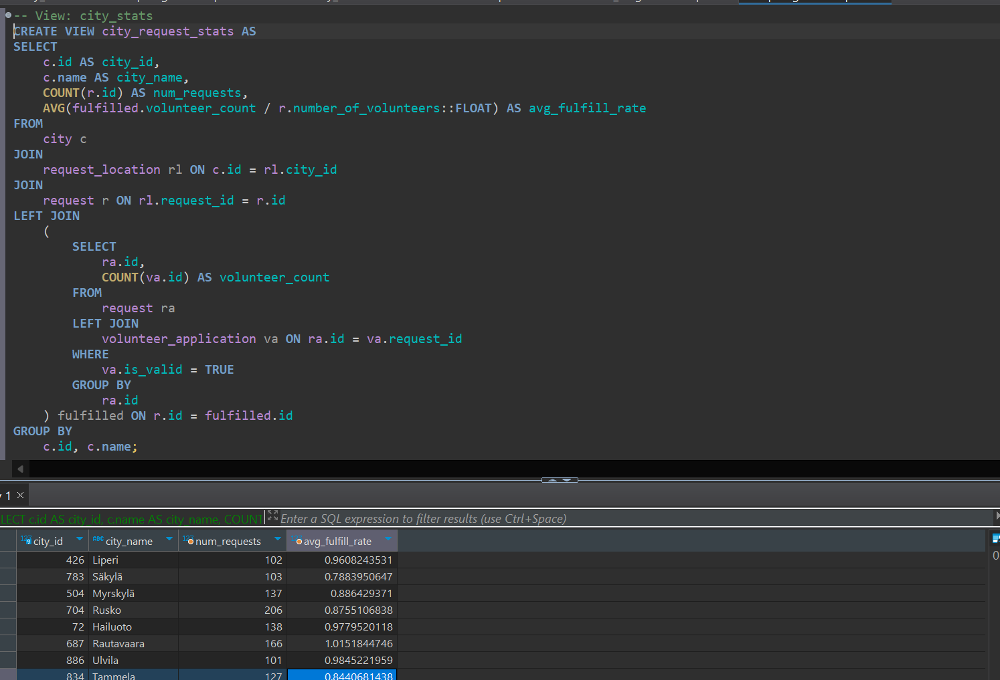 -- View: city_stats
CREATE VIEW city_request_stats AS
SELECT
c.id AS city_id,
c.name AS city_name,
COUNT(r.id) AS num_requests,
AVG(fulfilled.volunteer_count / r.number_of_volunteers::FLOAT) AS avg_fulfill_rate
FROM
city c
JOIN
request_location rl ON c.id = rl.city_id
JOIN
request r ON rl.request_id = r.id
LEFT JOIN
(
SELECT
ra.id,
COUNT(va.id) AS volunteer_count
FROM
request ra
LEFT JOIN
volunteer_application va ON ra.id = va.request_id
WHERE
va.is_valid = TRUE
GROUP BY
ra.id
) fulfilled ON r.id = fulfilled.id
GROUP BY
c.id, c.name;
1 ×
LECT c.id AS city_id, c.name AS city_name, COUNT Enter a SQL expression to filter results (use Ctrl+Space)
123 city_id ABC city_name 123 num_requests 123 avg_fulfill_rate
426 Liperi 102 0.9608243531
783 Säkylä 103 0.7883950647
504 Myrskylä 137 0.886429371
704 Rusko 206 0.8755106838
72 Hailuoto 138 0.9779520118
687 Rautavaara 166 1.0151844746
886 Ulvila 101 0.9845221959
834 Tammela 127 0.8440681438